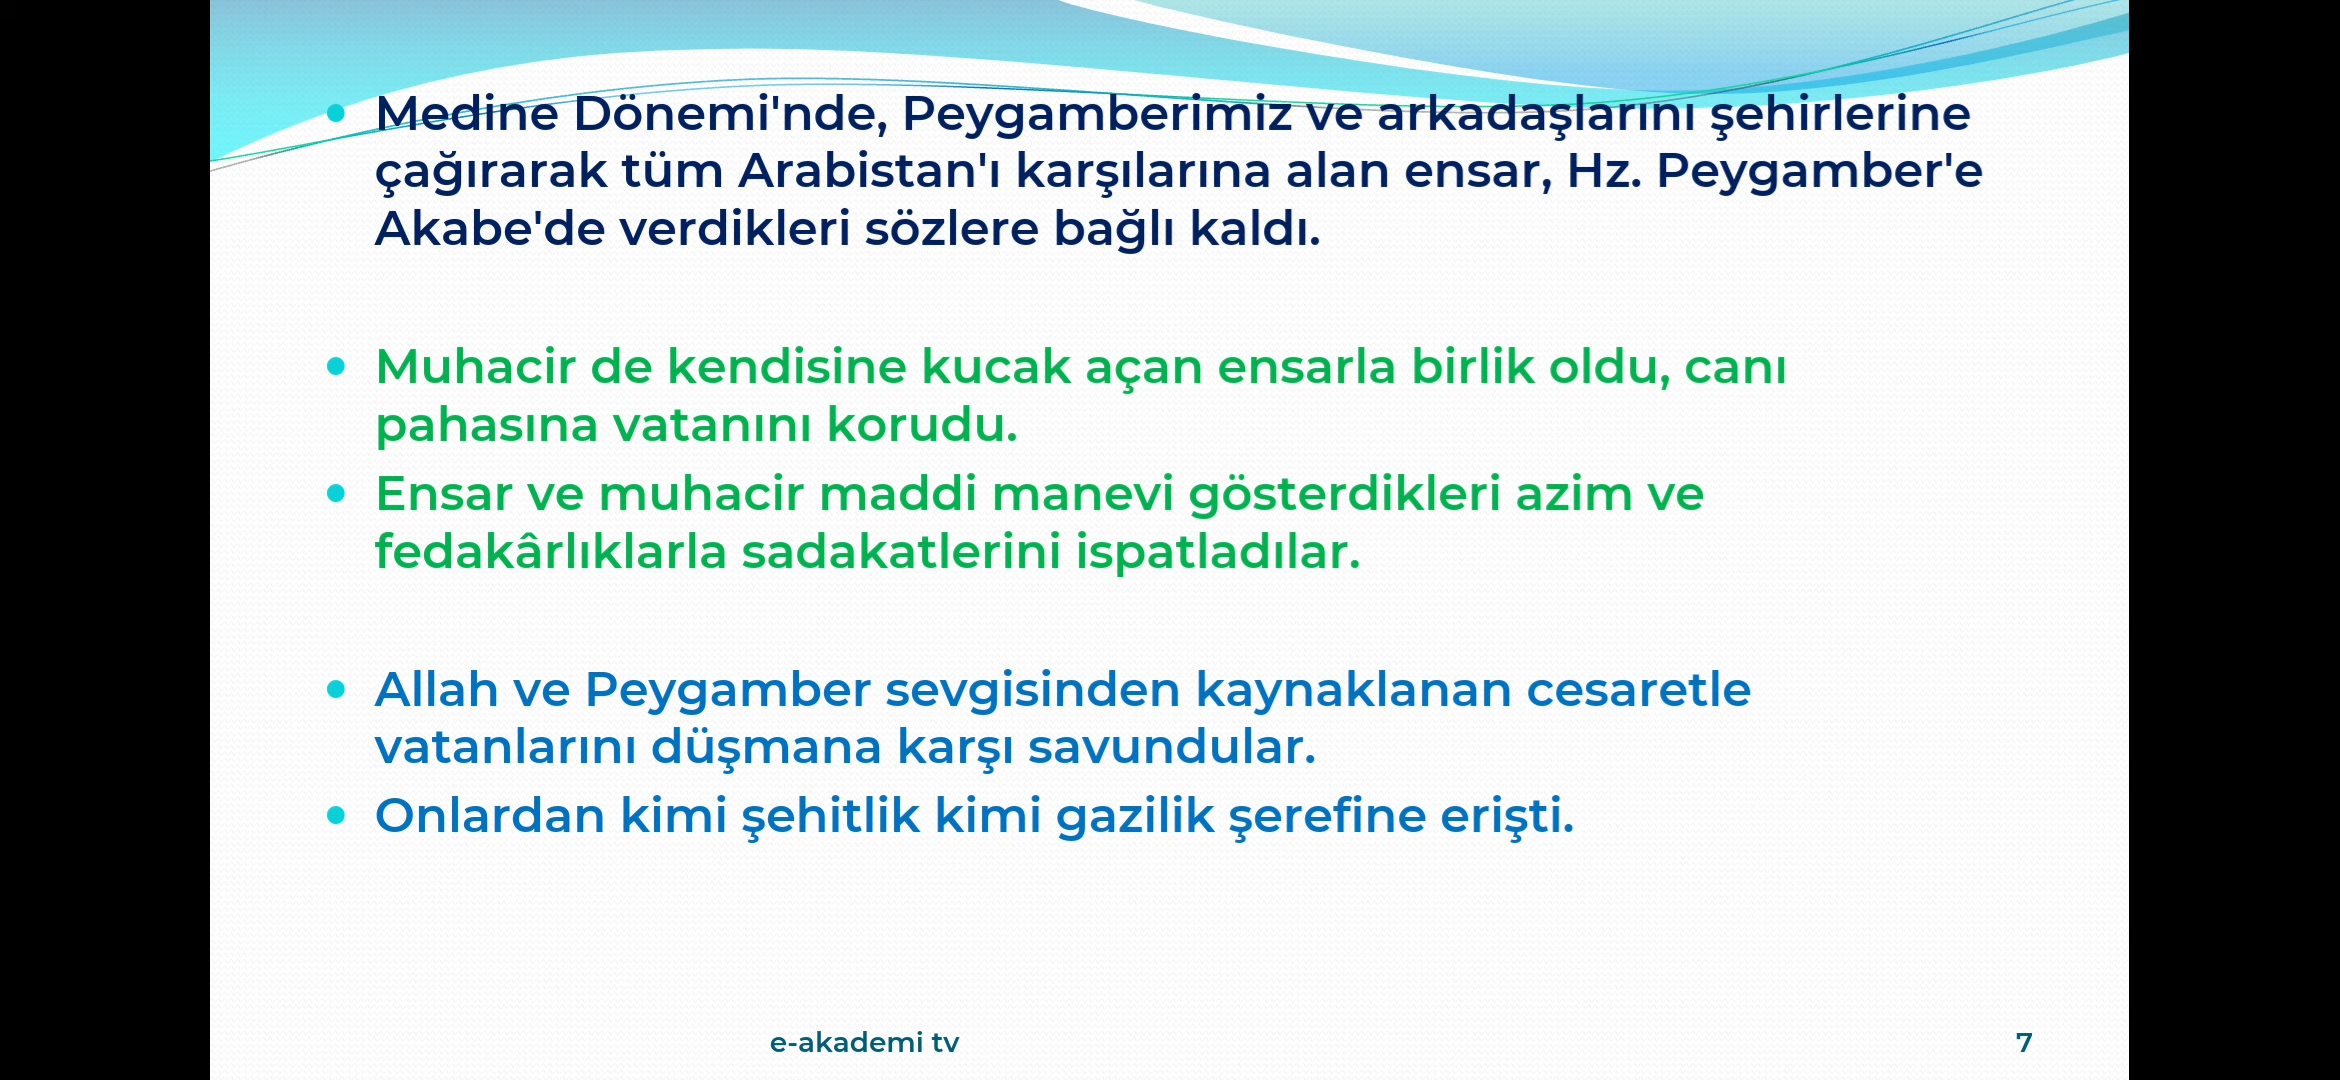 • Medine Dönemi'nde, Peygamberimiz ve arkadaşlarını şehirlerine
çağırarak tüm Arabistan'ı karşılarına alan ensar, Hz. Peygamber'e
Akabe'de verdikleri sözlere bağlı kaldı.
• Muhacir de kendisine kucak açan ensarla birlik oldu, canı
pahasına vatanını korudu.
• Ensar ve muhacir maddi manevi gösterdikleri azim ve
fedakârlıklarla sadakatlerini ispatladılar.
• Allah ve Peygamber sevgisinden kaynaklanan cesaretle
vatanlarını düşmana karşı savundular.
• Onlardan kimi şehitlik kimi gazilik şerefine erişti.
e-akademi tv
7